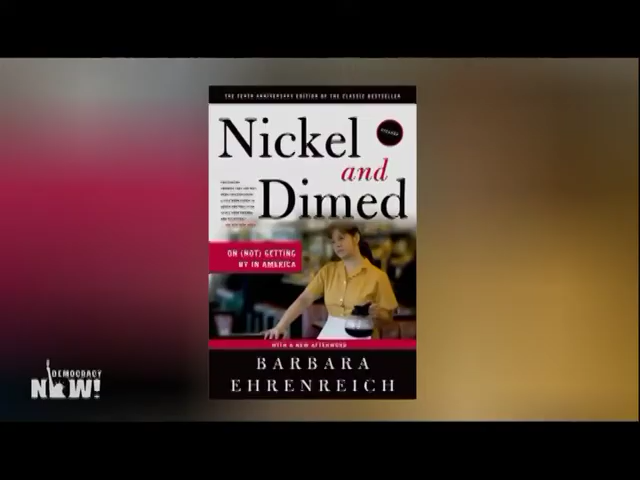 THE TENTH ANNIVERSARY EDITION OF THE CLASSIC BESTSELLER
Nickel
and
Dimed
ON (NOT) GETTING
BY IN AMERICA
WITH A NEW AFTERWORD
BARBARA
EHRENREICH
DEMOCRACY
NOW!